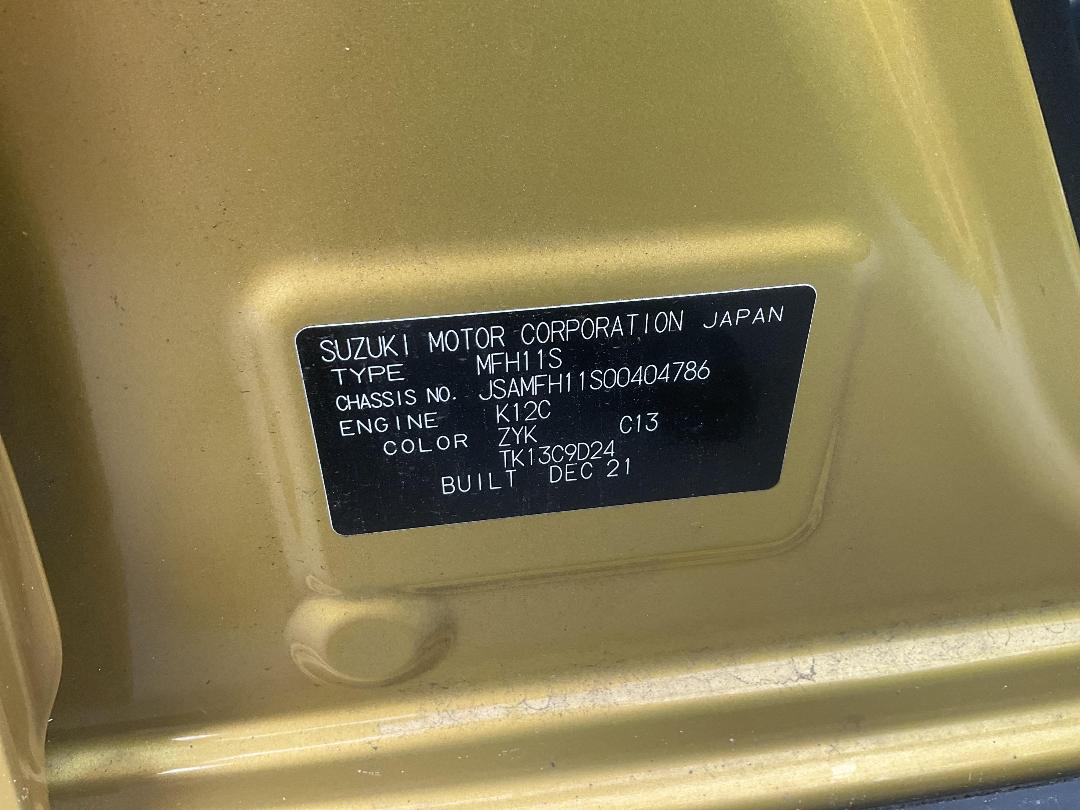 SUZUKI MOTOR CORPORATION JAPAN
TYPE MFH11S
CHASSIS NO. JSAMFH11S00404786
ENGINE K12C
COLOR ZYK C13
TK13C9D24
BUILT DEC 21